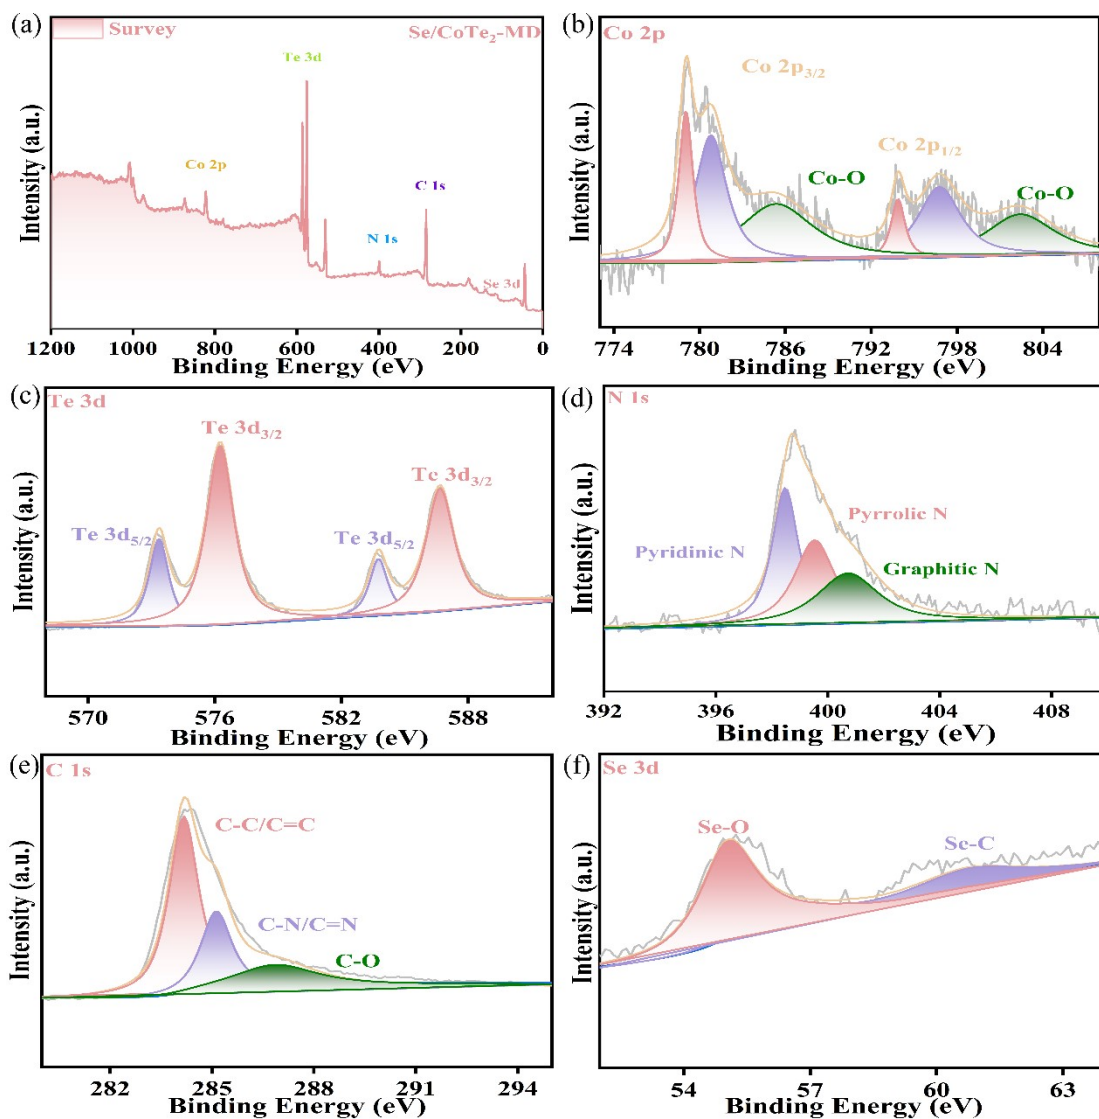 (a)
Survey
Se/CoTe₂-MD
Te 3d
Co 2p
C 1s
N 1s
Se 3d
Intensity (a.u.)
1200 1000 800 600 400 200 0
Binding Energy (eV)
(b)
Co 2p
Co 2p₃/₂
Co 2p₁/₂
Co-O
Co-O
Intensity (a.u.)
774 780 786 792 798 804
Binding Energy (eV)
(c)
Te 3d
Te 3d₃/₂
Te 3d₃/₂
Te 3d₅/₂
Te 3d₅/₂
Intensity (a.u.)
570 576 582 588
Binding Energy (eV)
(d)
N 1s
Pyrrolic N
Pyridinic N
Graphitic N
Intensity (a.u.)
392 396 400 404 408
Binding Energy (eV)
(e)
C 1s
C-C/C=C
C-N/C=N
C-O
Intensity (a.u.)
282 285 288 291 294
Binding Energy (eV)
(f)
Se 3d
Se-O
Se-C
Intensity (a.u.)
54 57 60 63
Binding Energy (eV)